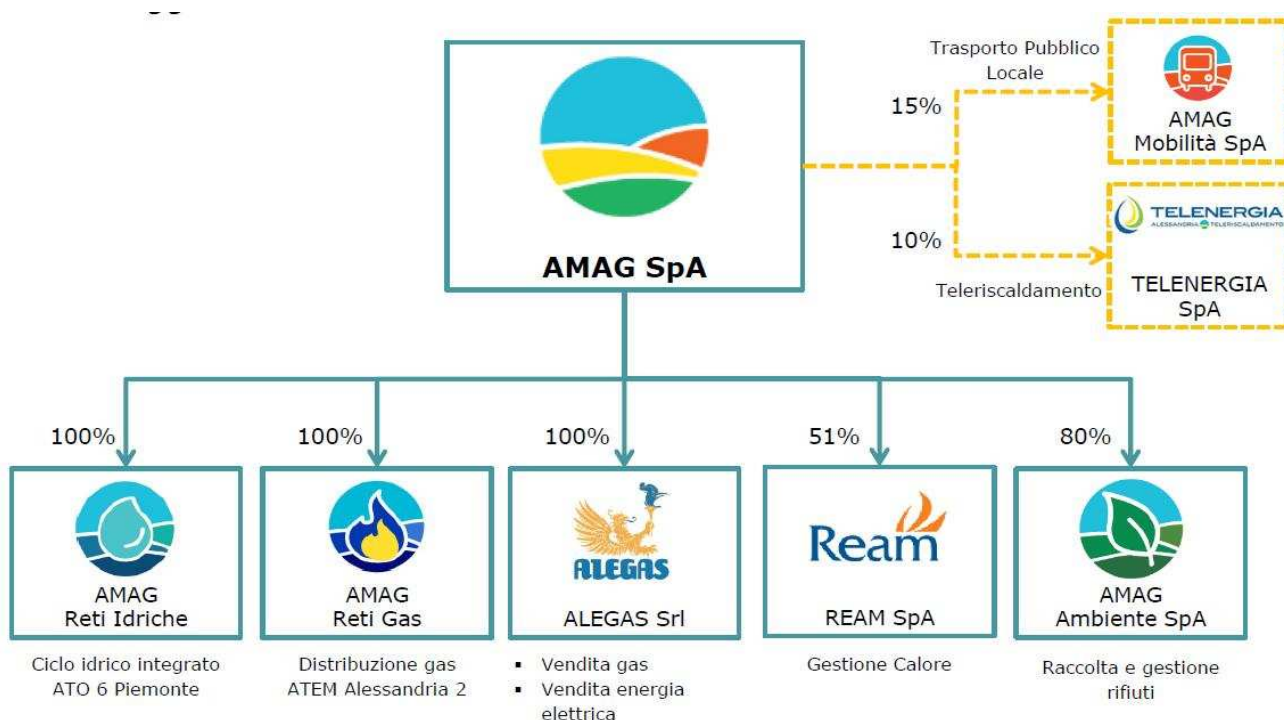 AMAG SpA
Trasporto Pubblico
Locale
15%
AMAG
Mobilità SpA
10%
Teleriscaldamento
TELENERGIA
ALESSANDRIA TELERISCALDAMENTO
TELENERGIA
SpA
100%
AMAG
Reti Idriche
Ciclo idrico integrato
ATO 6 Piemonte
100%
AMAG
Reti Gas
Distribuzione gas
ATEM Alessandria 2
100%
ALEGAS
ALEGAS Srl
▪ Vendita gas
▪ Vendita energia
elettrica
51%
Ream
REAM SpA
Gestione Calore
80%
AMAG
Ambiente SpA
Raccolta e gestione
rifiuti